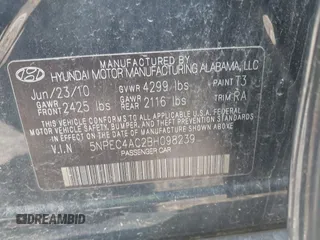 MANUFACTURED BY
HYUNDAI MOTOR MANUFACTURING ALABAMA, LLC
Jun/23/10 GVWR 4299 lbs PAINT T3
GAWR FRONT 2425 lbs GAWR REAR 2116 lbs TRIM RA
THIS VEHICLE CONFORMS TO ALL APPLICABLE
FEDERAL MOTOR VEHICLE SAFETY, BUMPER, AND
THEFT PREVENTION STANDARDS IN EFFECT ON
THE DATE OF MANUFACTURE SHOWN ABOVE.
V.I.N 5NPEC4AC2BH098239
PASSENGER CAR
DREAMBID